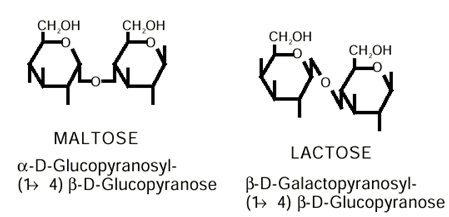 CH₂OH CH₂OH
O O
O
MALTOSE
α-D-Glucopyranosyl-
(1→ 4) β-D-Glucopyranose
CH₂OH
O
CH₂OH
O
O
LACTOSE
β-D-Galactopyranosyl-
(1→ 4) β-D-Glucopyranose